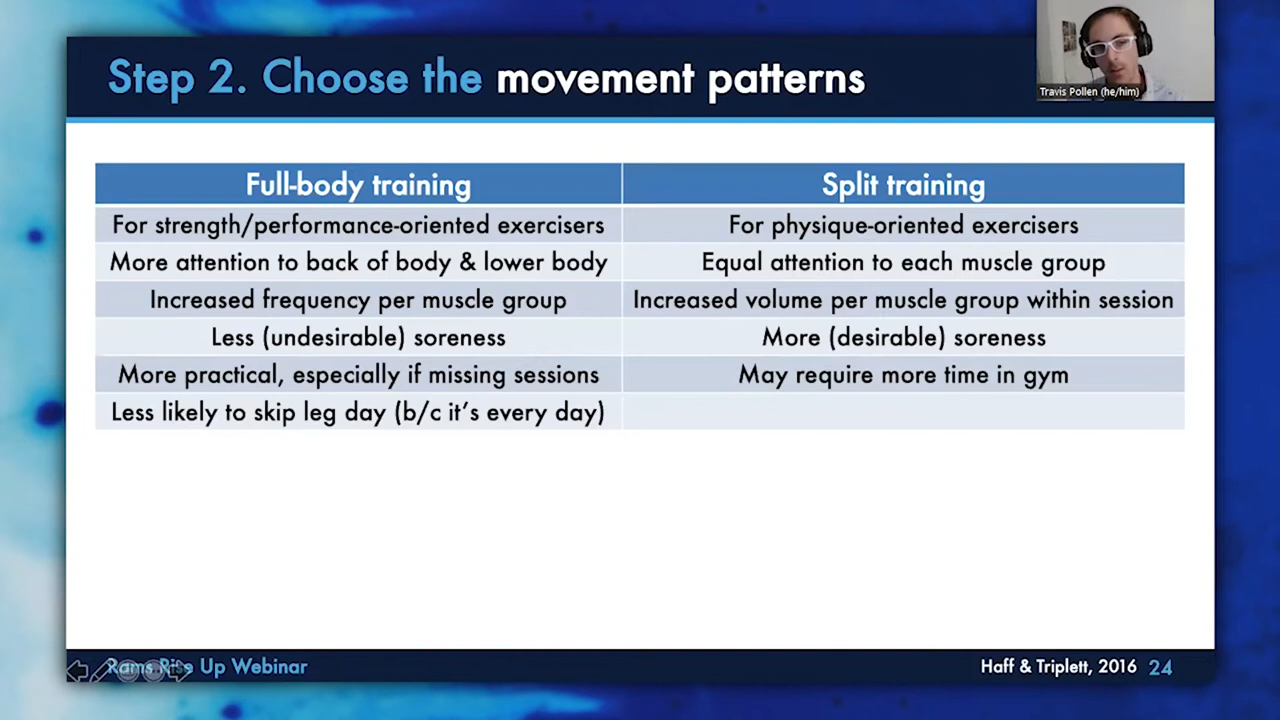 Step 2. Choose the movement patterns
Travis Pollen (he/him)
Full-body training
Split training
For strength/performance-oriented exercisers
For physique-oriented exercisers
More attention to back of body & lower body
Equal attention to each muscle group
Increased frequency per muscle group
Increased volume per muscle group within session
Less (undesirable) soreness
More (desirable) soreness
More practical, especially if missing sessions
May require more time in gym
Less likely to skip leg day (b/c it's every day)
Rams Rise Up Webinar
Haff & Triplett, 2016 24